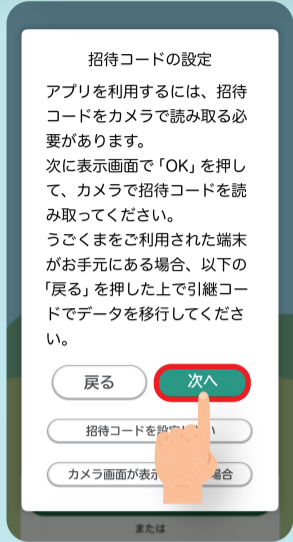 招待コードの設定
アプリを利用するには、招待
コードをカメラで読み取る必
要があります。
次に表示画面で「OK」を押し
て、カメラで招待コードを読
み取ってください。
うごくまをご利用された端末
がお手元にある場合、以下の
「戻る」を押した上で引継コー
ドでデータを移行してくださ
い。
戻る
次へ
招待コードを設定
い
カメラ画面が表示
場合
または